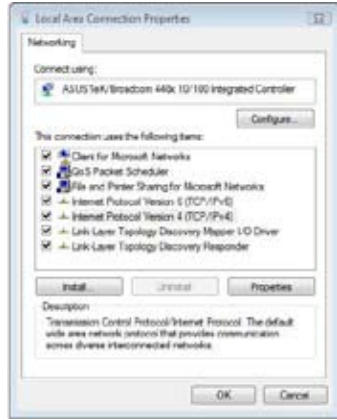 Local Area Connection Properties
Networking
Connect using:
ASUSTeK/Broadcom 440x 10/100 Integrated Controller
Configure...
This connection uses the following items:
Client for Microsoft Networks
QoS Packet Scheduler
File and Printer Sharing for Microsoft Networks
Internet Protocol Version 6 (TCP/IPv6)
Internet Protocol Version 4 (TCP/IPv4)
Link-Layer Topology Discovery Mapper I/O Driver
Link-Layer Topology Discovery Responder
Install...
Uninstall
Properties
Description
Transmission Control Protocol/Internet Protocol. The default
wide area network protocol that provides communication
across diverse interconnected networks.
OK
Cancel